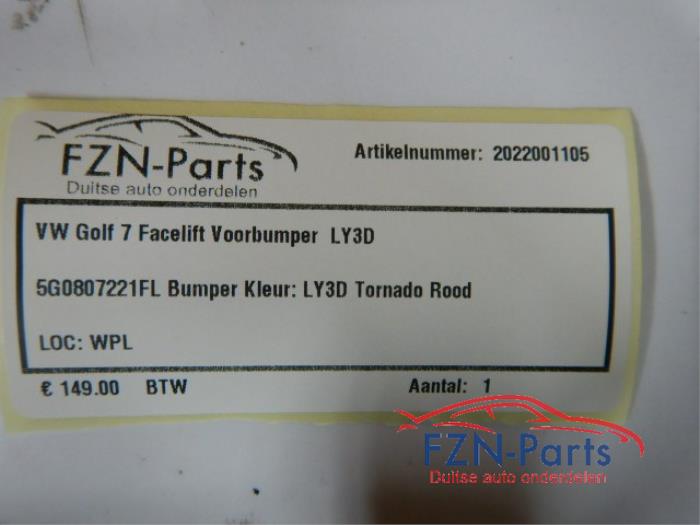 FZN-Parts
Duitse auto onderdelen
Artikelnummer: 2022001105
VW Golf 7 Facelift Voorbumper LY3D
5G0807221FL Bumper Kleur: LY3D Tornado Rood
LOC: WPL
€ 149.00 BTW Aantal: 1
FZN-Parts
Duitse auto onderdelen